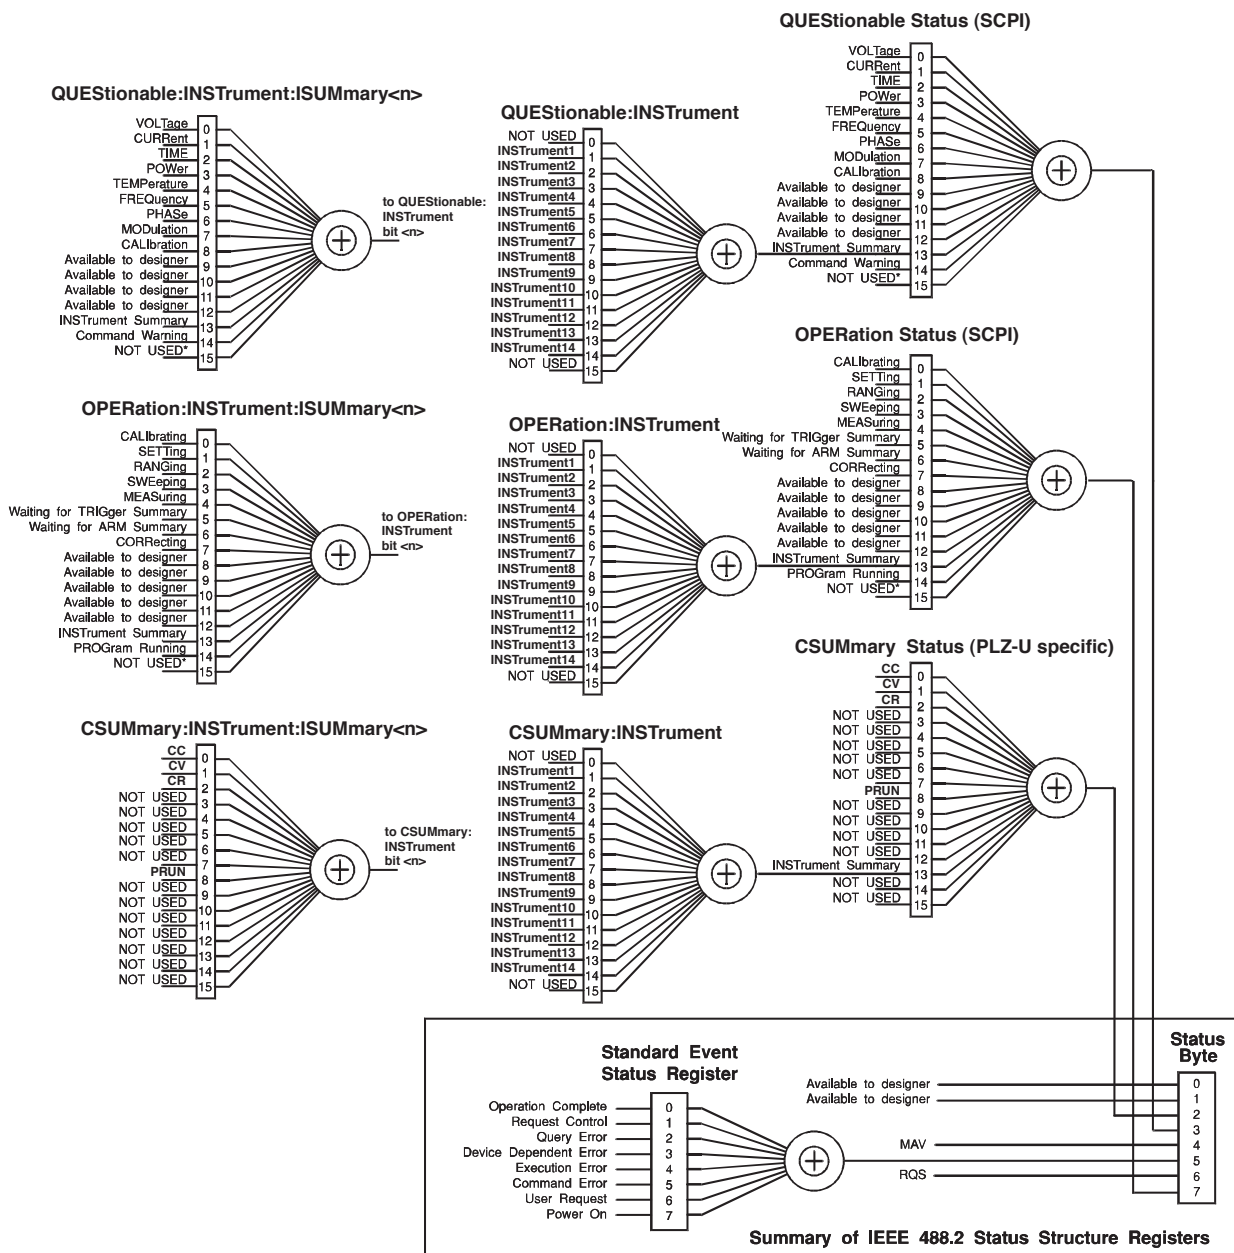 QUEStionable Status (SCPI)
VOLTage 0
CURRent 1
TIME 2
POWer 3
TEMPerature 4
FREQuency 5
PHASe 6
MODulation 7
CALIbration 8
Available to designer 9
Available to designer 10
Available to designer 11
Available to designer 12
INSTrument Summary 13
Command Warning 14
NOT USED* 15
QUEStionable:INSTrument:ISUMmary<n>
VOLTage 0
CURRent 1
TIME 2
POWer 3
TEMPerature 4
FREQuency 5
PHASe 6
MODulation 7
CALIbration 8
Available to designer 9
Available to designer 10
Available to designer 11
Available to designer 12
INSTrument Summary 13
Command Warning 14
NOT USED* 15
to QUEStionable:
INSTrument
bit <n>
QUEStionable:INSTrument
NOT USED 0
INSTrument1 1
INSTrument2 2
INSTrument3 3
INSTrument4 4
INSTrument5 5
INSTrument6 6
INSTrument7 7
INSTrument8 8
INSTrument9 9
INSTrument10 10
INSTrument11 11
INSTrument12 12
INSTrument13 13
INSTrument14 14
NOT USED 15
OPERation Status (SCPI)
CALIbrating 0
SETTing 1
RANGing 2
SWEeping 3
MEASuring 4
Waiting for TRIGger Summary 5
Waiting for ARM Summary 6
CORRecting 7
Available to designer 8
Available to designer 9
Available to designer 10
Available to designer 11
Available to designer 12
INSTrument Summary 13
PROGram Running 14
NOT USED* 15
OPERation:INSTrument:ISUMmary<n>
CALIbrating 0
SETTing 1
RANGing 2
SWEeping 3
MEASuring 4
Waiting for TRIGger Summary 5
Waiting for ARM Summary 6
CORRecting 7
Available to designer 8
Available to designer 9
Available to designer 10
Available to designer 11
Available to designer 12
INSTrument Summary 13
PROGram Running 14
NOT USED* 15
to OPERation:
INSTrument
bit <n>
OPERation:INSTrument
NOT USED 0
INSTrument1 1
INSTrument2 2
INSTrument3 3
INSTrument4 4
INSTrument5 5
INSTrument6 6
INSTrument7 7
INSTrument8 8
INSTrument9 9
INSTrument10 10
INSTrument11 11
INSTrument12 12
INSTrument13 13
INSTrument14 14
NOT USED 15
CSUMmary Status (PLZ-U specific)
CC 0
CV 1
CR 2
NOT USED 3
NOT USED 4
NOT USED 5
NOT USED 6
NOT USED 7
PRUN 8
NOT USED 9
NOT USED 10
NOT USED 11
NOT USED 12
INSTrument Summary 13
NOT USED 14
NOT USED 15
CSUMmary:INSTrument:ISUMmary<n>
CC 0
CV 1
CR 2
NOT USED 3
NOT USED 4
NOT USED 5
NOT USED 6
NOT USED 7
PRUN 8
NOT USED 9
NOT USED 10
NOT USED 11
NOT USED 12
NOT USED 13
NOT USED 14
NOT USED 15
to CSUMmary:
INSTrument
bit <n>
CSUMmary:INSTrument
NOT USED 0
INSTrument1 1
INSTrument2 2
INSTrument3 3
INSTrument4 4
INSTrument5 5
INSTrument6 6
INSTrument7 7
INSTrument8 8
INSTrument9 9
INSTrument10 10
INSTrument11 11
INSTrument12 12
INSTrument13 13
INSTrument14 14
NOT USED 15
Standard Event
Status Register
Operation Complete 0
Request Control 1
Query Error 2
Device Dependent Error 3
Execution Error 4
Command Error 5
User Request 6
Power On 7
Status
Byte
Available to designer 0
Available to designer 1
2
3
MAV 4
5
RQS 6
7
Summary of IEEE 488.2 Status Structure Registers